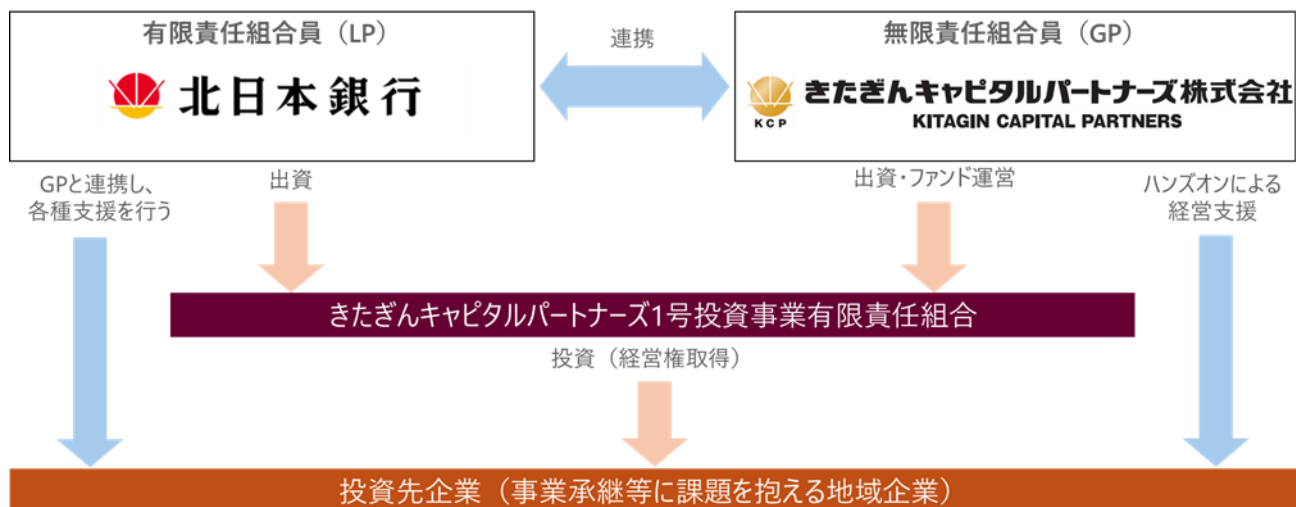 有限責任組合員（LP）
北日本銀行
連携
無限責任組合員（GP）
KCP
きたぎんキャピタルパートナーズ株式会社
KITAGIN CAPITAL PARTNERS
GPと連携し、
各種支援を行う
出資
出資・ファンド運営
ハンズオンによる
経営支援
きたぎんキャピタルパートナーズ1号投資事業有限責任組合
投資（経営権取得）
投資先企業（事業承継等に課題を抱える地域企業）